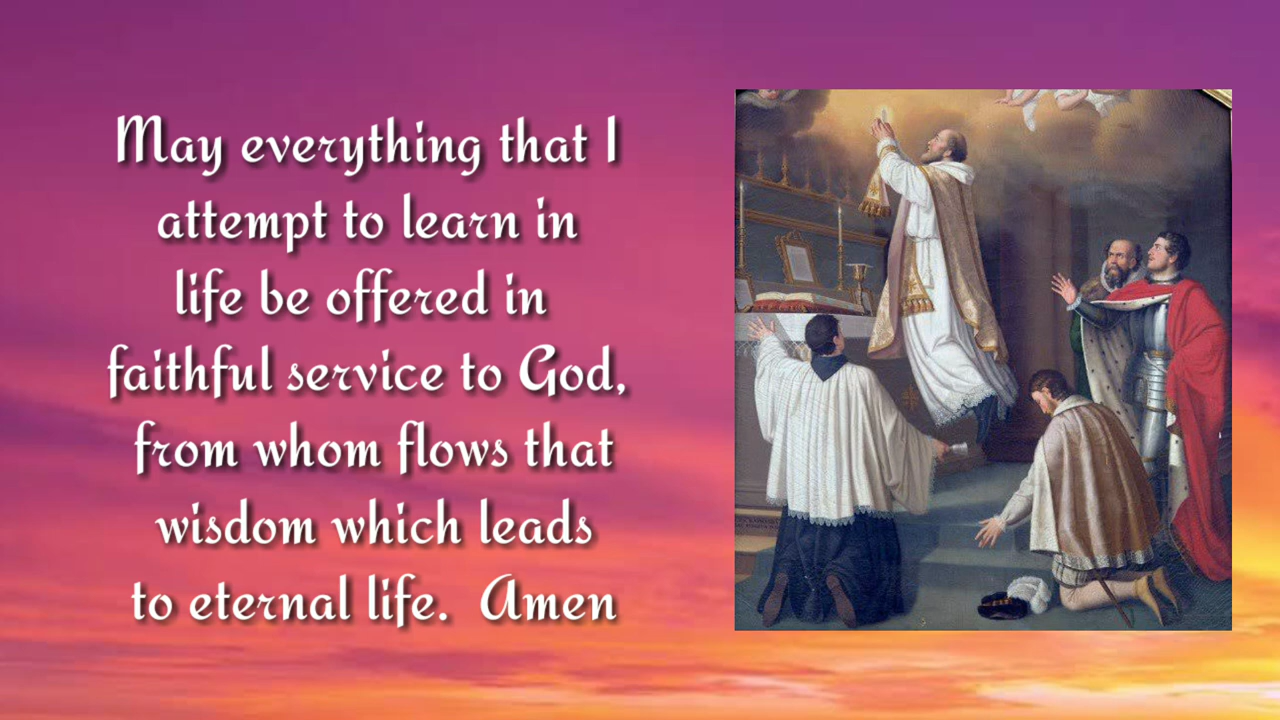 May everything that I
attempt to learn in
life be offered in
faithful service to God,
from whom flows that
wisdom which leads
to eternal life. Amen